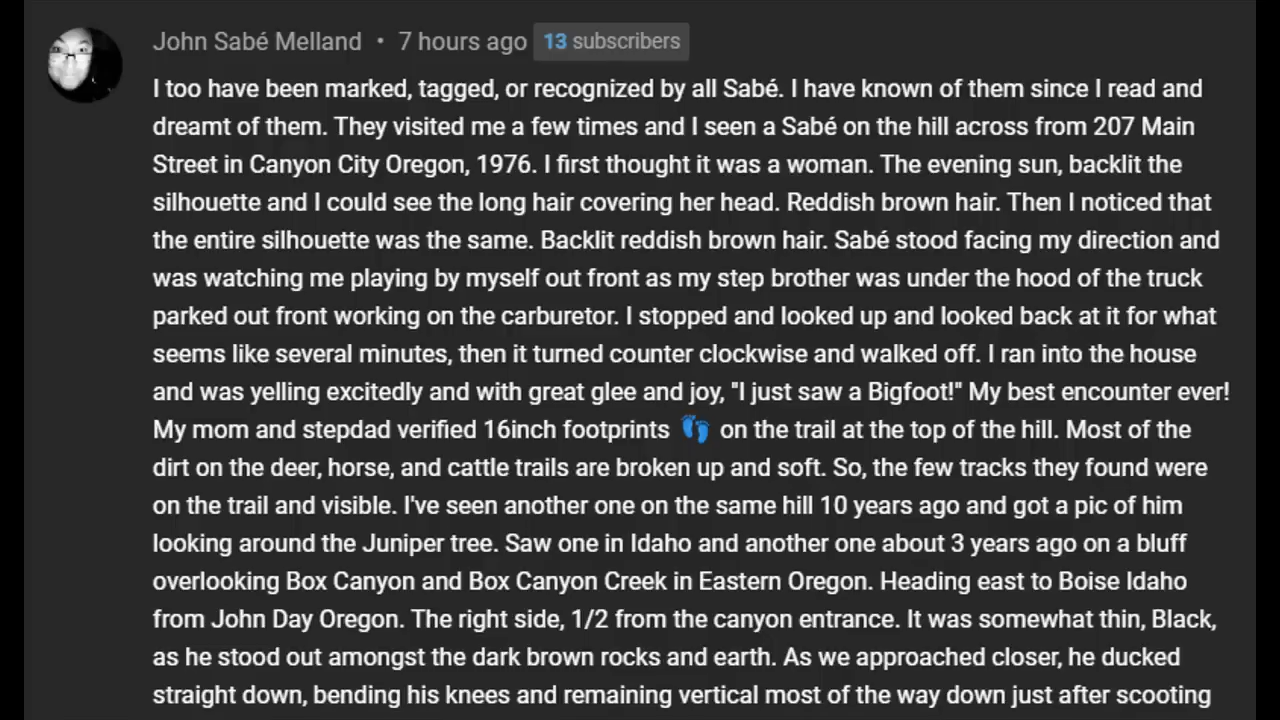 John Sabé Melland • 7 hours ago 13 subscribers
I too have been marked, tagged, or recognized by all Sabé. I have known of them since I read and
dreamt of them. They visited me a few times and I seen a Sabé on the hill across from 207 Main
Street in Canyon City Oregon, 1976. I first thought it was a woman. The evening sun, backlit the
silhouette and I could see the long hair covering her head. Reddish brown hair. Then I noticed that
the entire silhouette was the same. Backlit reddish brown hair. Sabé stood facing my direction and
was watching me playing by myself out front as my step brother was under the hood of the truck
parked out front working on the carburetor. I stopped and looked up and looked back at it for what
seems like several minutes, then it turned counter clockwise and walked off. I ran into the house
and was yelling excitedly and with great glee and joy, "I just saw a Bigfoot!" My best encounter ever!
My mom and stepdad verified 16inch footprints 👣 on the trail at the top of the hill. Most of the
dirt on the deer, horse, and cattle trails are broken up and soft. So, the few tracks they found were
on the trail and visible. I've seen another one on the same hill 10 years ago and got a pic of him
looking around the Juniper tree. Saw one in Idaho and another one about 3 years ago on a bluff
overlooking Box Canyon and Box Canyon Creek in Eastern Oregon. Heading east to Boise Idaho
from John Day Oregon. The right side, 1/2 from the canyon entrance. It was somewhat thin, Black,
as he stood out amongst the dark brown rocks and earth. As we approached closer, he ducked
straight down, bending his knees and remaining vertical most of the way down just after scooting